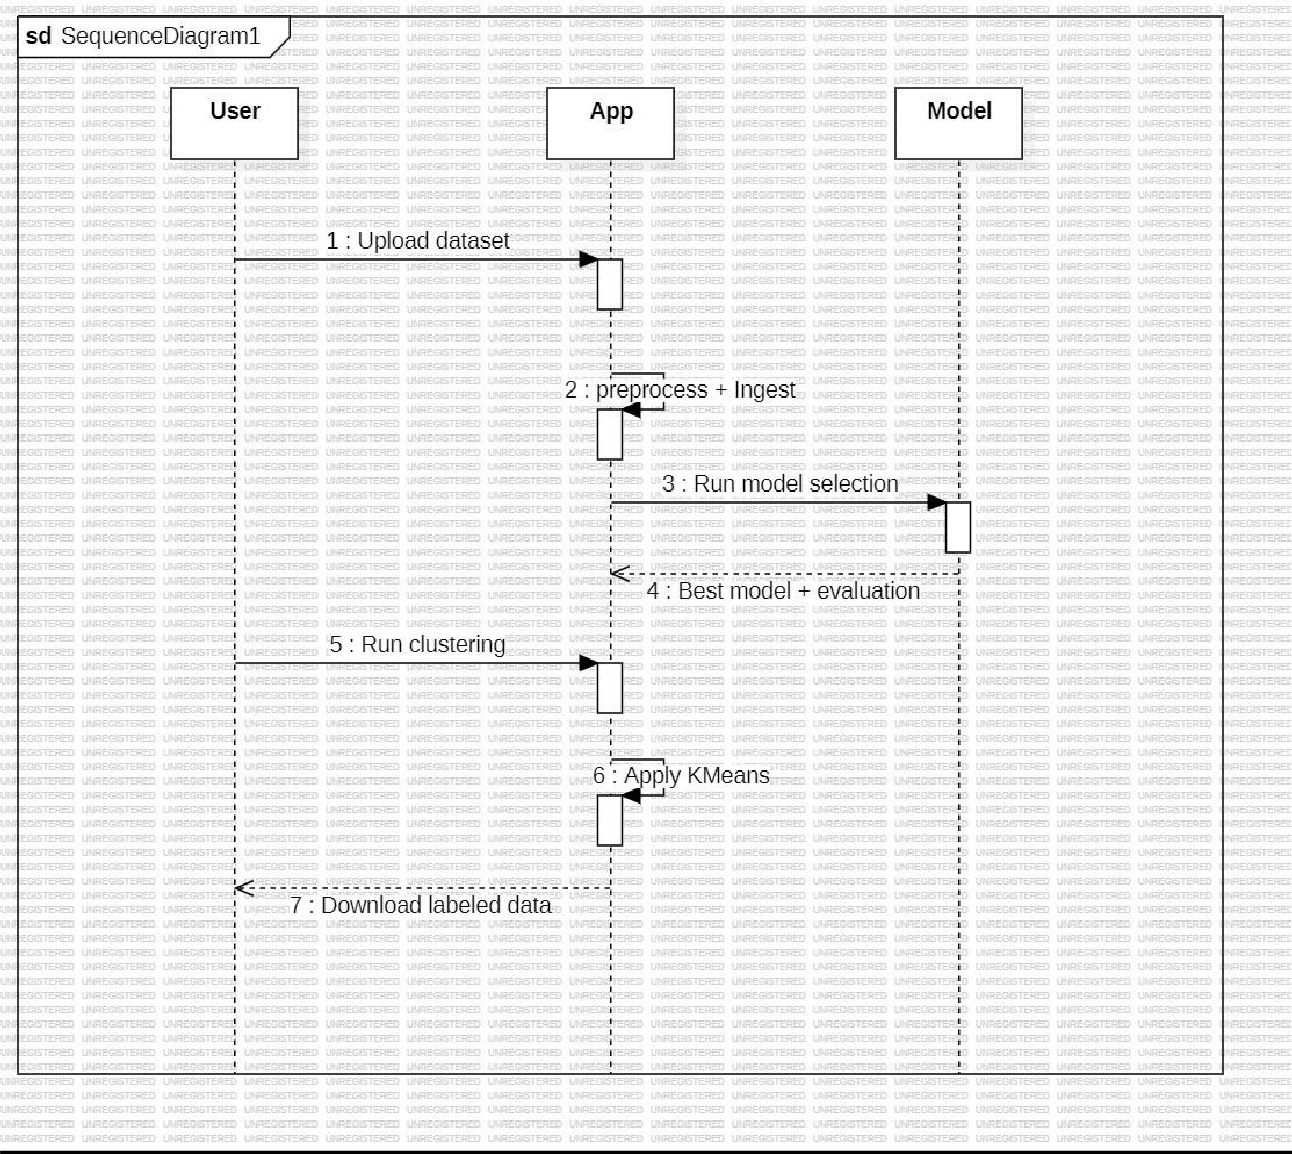 sd SequenceDiagram1
User
App
Model
1 : Upload dataset
2 : preprocess + Ingest
3 : Run model selection
4 : Best model + evaluation
5 : Run clustering
6 : Apply KMeans
7 : Download labeled data
UNREGISTERED